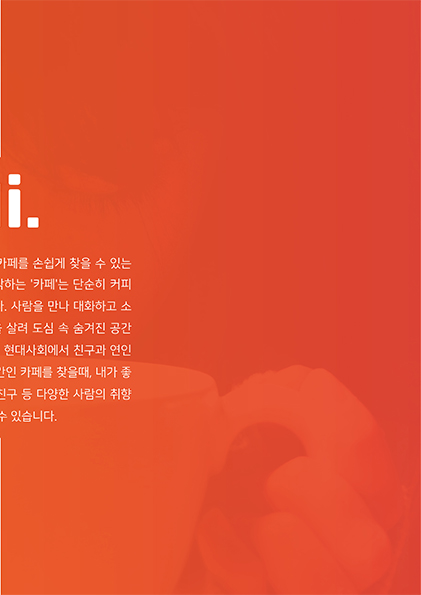 i.
카페를 손쉽게 찾을 수 있는
하는 '카페'는 단순히 커피
. 사람을 만나 대화하고 소
살려 도심 속 숨겨진 공간
현대사회에서 친구과 연인
인 카페를 찾을때, 내가 좋
친구 등 다양한 사람의 취향
수 있습니다.